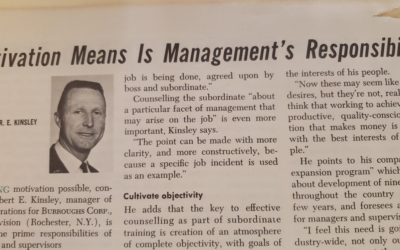 ivation Means Is Management's Responsibi
R. E. KINSLEY
NG motivation possible, con-
bert E. Kinsley, manager of
erations for BURROUGHS CORP.,
vision (Rochester, N.Y.), is
he prime responsibilities of
and supervisors
job is being done, agreed upon by
boss and subordinate."
Counselling the subordinate "about
a particular facet of management that
may arise on the job" is even more
important, Kinsley says.
"The point can be made with more
clarity, and more constructively, be-
cause a specific job incident is used
as an example."
Cultivate objectivity
He adds that the key to effective
counselling as part of subordinate
training is creation of an atmosphere
of complete objectivity, with goals of
the interests of his people.
"Now these may seem like
desires, but they're not, real
think that working to achiev
productive, quality-conscio
tion that makes money is
with the best interests of
ple."
He points to his compa
expansion program" which
about development of nine
throughout the country
few years, and foresees a
for managers and supervi
"I feel this need is go
dustry-wide, not only o